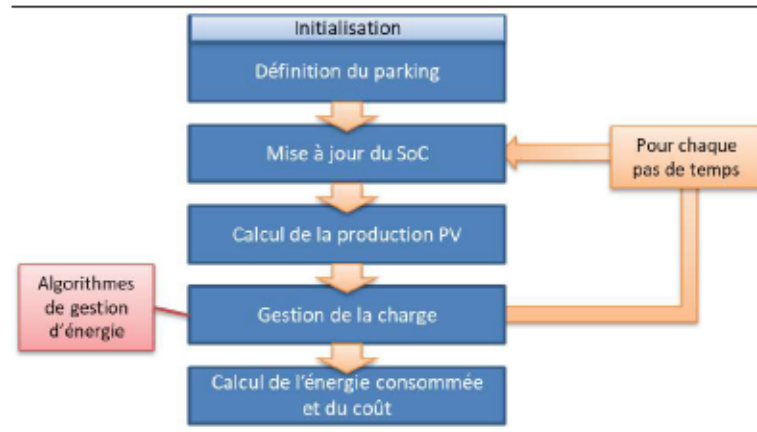 Initialisation
Définition du parking
Mise à jour du SoC
Pour chaque
pas de temps
Calcul de la production PV
Algorithmes
de gestion
d'énergie
Gestion de la charge
Calcul de l'énergie consommée
et du coût